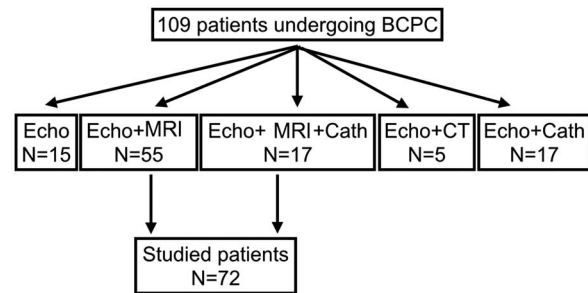 109 patients undergoing BCPC
Echo
N=15
Echo+MRI
N=55
Echo+ MRI+Cath
N=17
Echo+CT
N=5
Echo+Cath
N=17
Studied patients
N=72